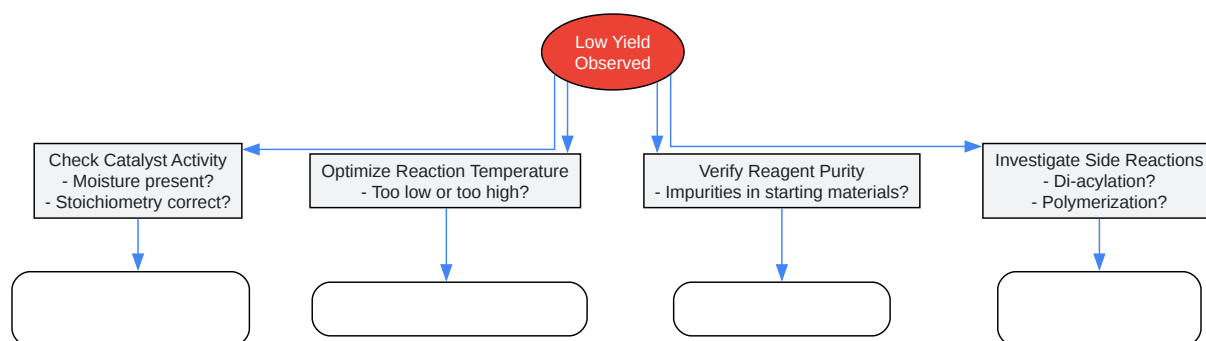 Low Yield
Observed
Check Catalyst Activity
- Moisture present?
- Stoichiometry correct?
Optimize Reaction Temperature
- Too low or too high?
Verify Reagent Purity
- Impurities in starting materials?
Investigate Side Reactions
- Di-acylation?
- Polymerization?